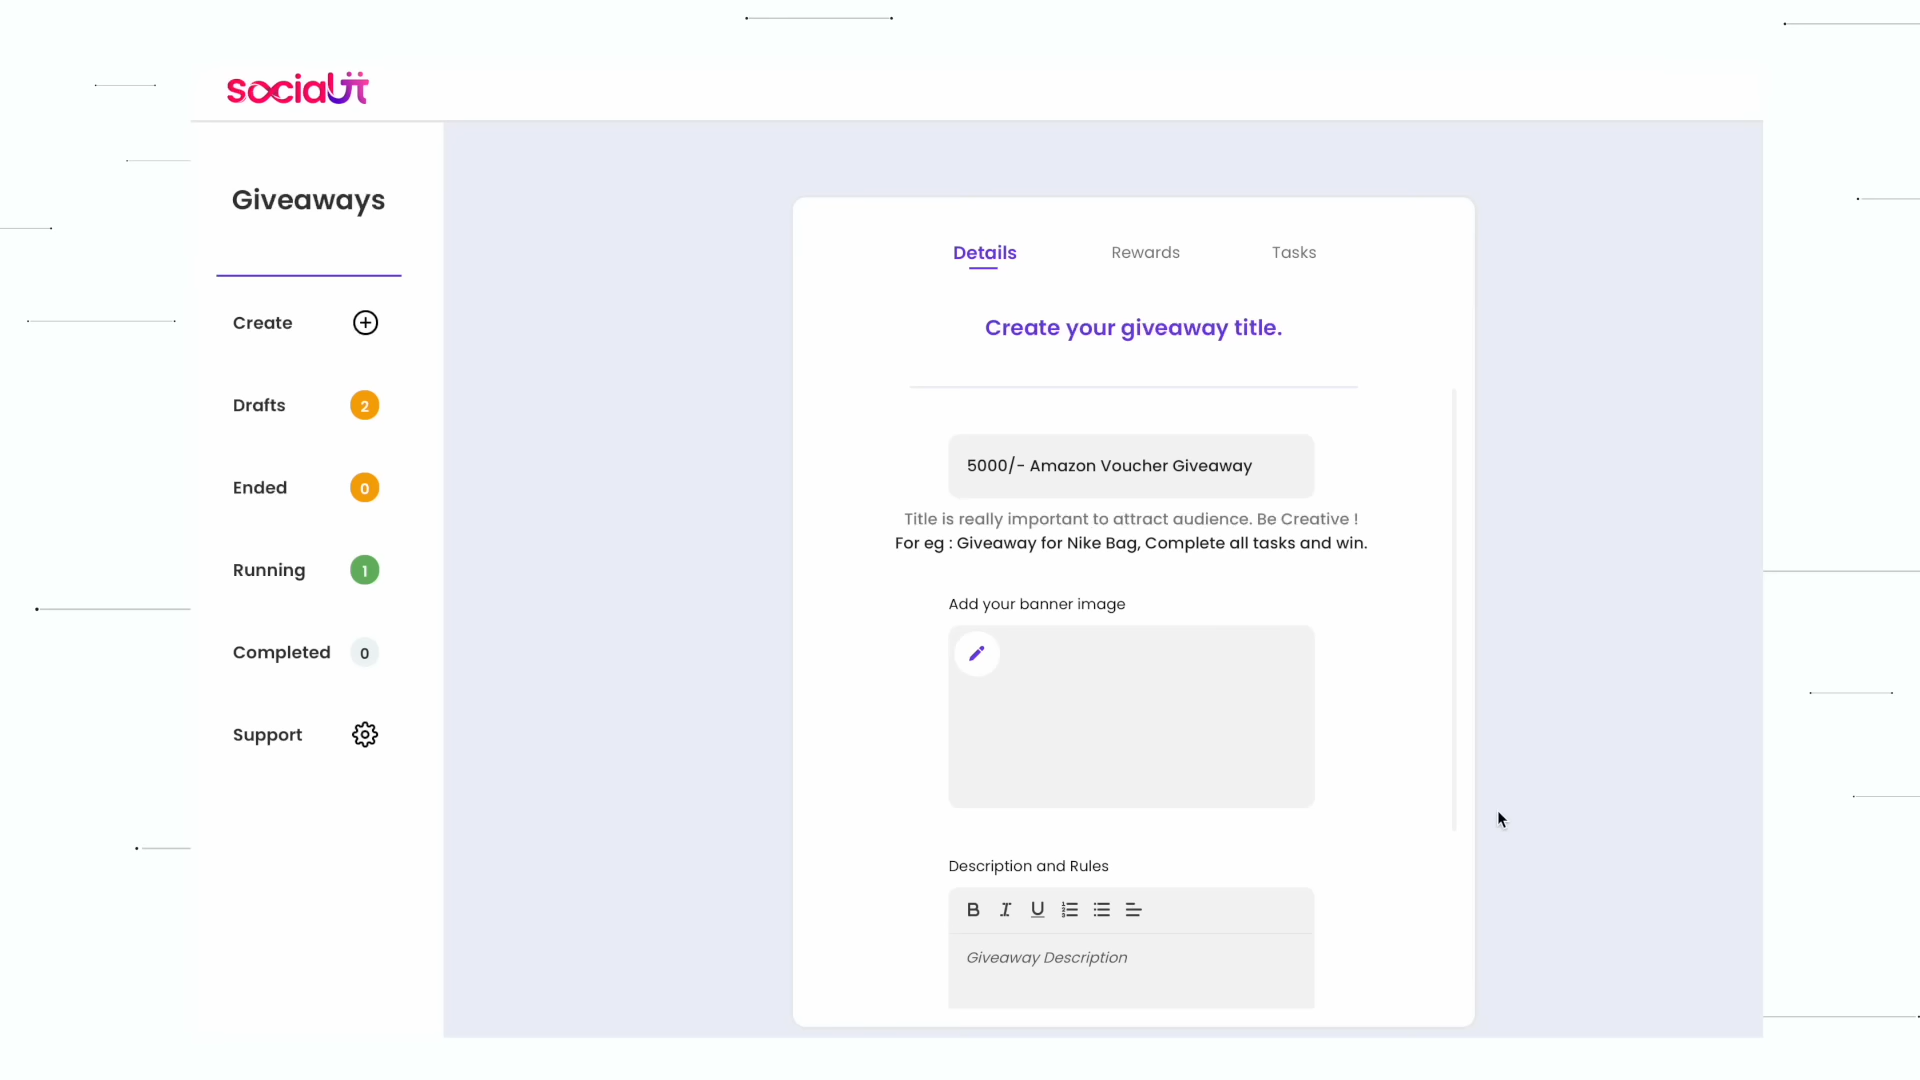 SociaUT
Giveaways
Create
Drafts 2
Ended 0
Running 1
Completed 0
Support
Details Rewards Tasks
Create your giveaway title.
5000/- Amazon Voucher Giveaway
Title is really important to attract audience. Be Creative !
For eg : Giveaway for Nike Bag, Complete all tasks and win.
Add your banner image
Description and Rules
B I U
Giveaway Description